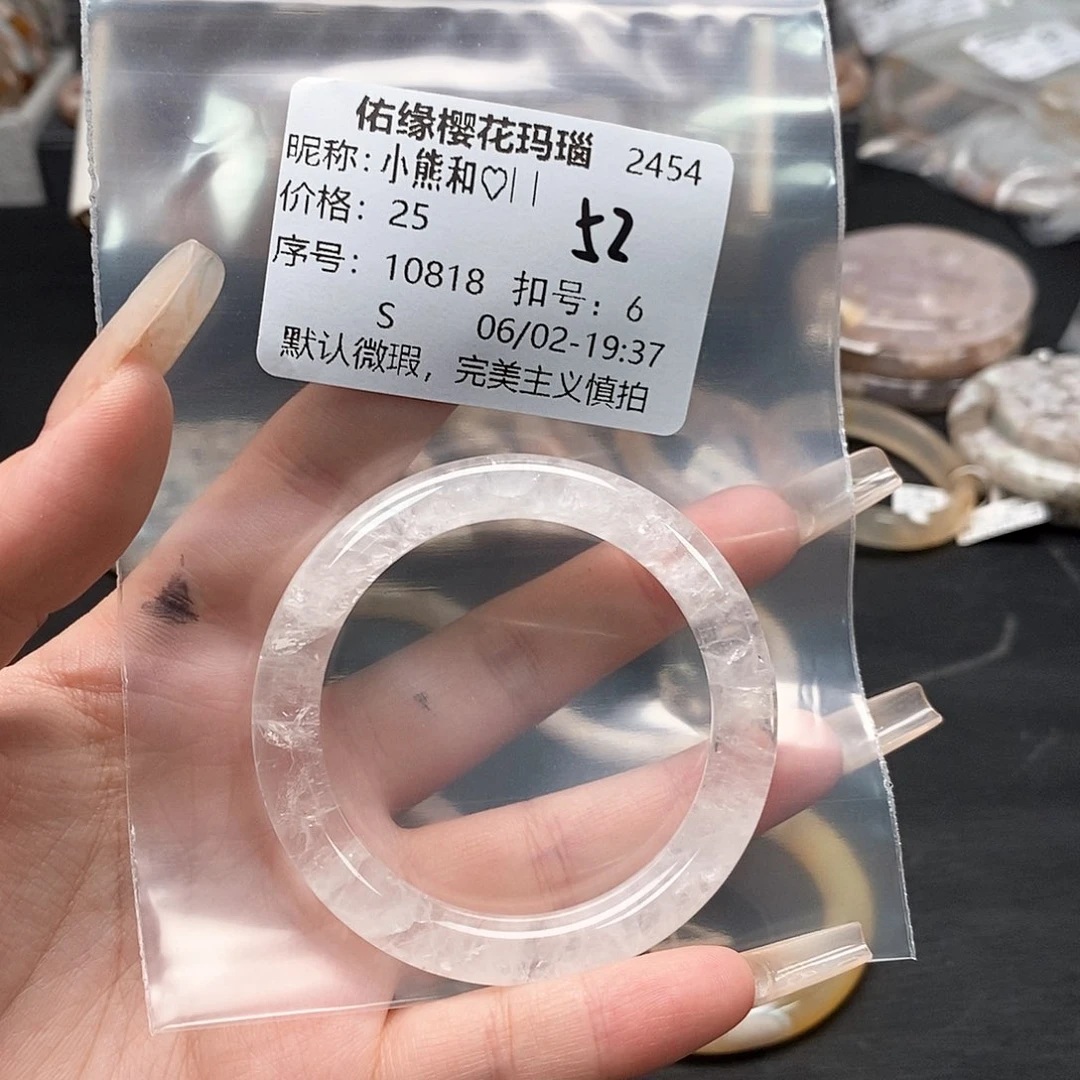 佑缘樱花玛瑙 2454
昵称:小熊和♡||
价格: 25 52
序号: 10818 扣号: 6
S 06/02-19:37
默认微瑕，完美主义慎拍